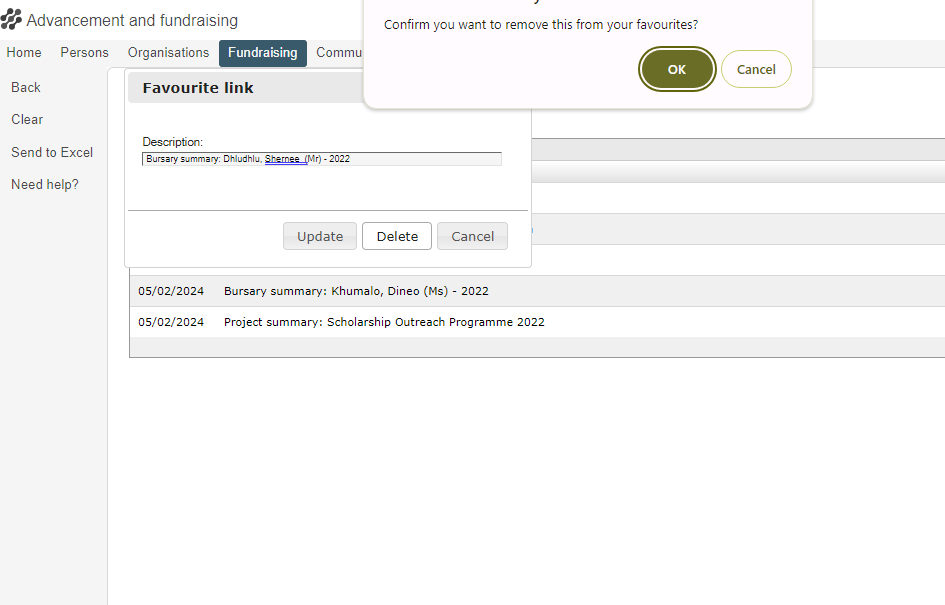 Advancement and fundraising
Confirm you want to remove this from your favourites?
OK
Cancel
Home
Persons
Organisations
Fundraising
Commu
Back
Clear
Send to Excel
Need help?
Favourite link
Description:
Bursary summary: Dhludhlu, Shernee (Mr) - 2022
Update
Delete
Cancel
05/02/2024 Bursary summary: Khumalo, Dineo (Ms) - 2022
05/02/2024 Project summary: Scholarship Outreach Programme 2022